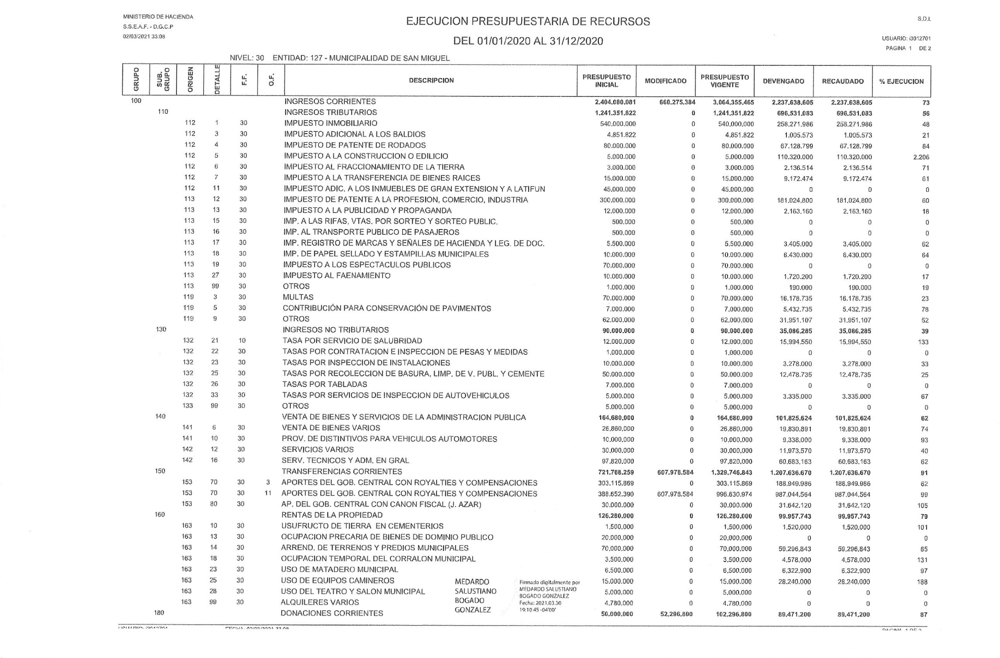 MINISTERIO DE HACIENDA
S.S.E.A.F. - D.G.C.P
02/03/2021 33:08
EJECUCION PRESUPUESTARIA DE RECURSOS
DEL 01/01/2020 AL 31/12/2020
S.D.I.
USUARIO: i3012701
PAGINA 1 DE 2
NIVEL: 30 ENTIDAD: 127 - MUNICIPALIDAD DE SAN MIGUEL
GRUPO SUB. GRUPO ORIGEN DETALLE F.F. O.F. DESCRIPCION PRESUPUESTO INICIAL MODIFICADO PRESUPUESTO VIGENTE DEVENGADO RECAUDADO % EJECUCION
100 INGRESOS CORRIENTES 2.404.080.081 660.275.384 3,064,355.465 2,237.638.605 2,237.638.605 73
110 INGRESOS TRIBUTARIOS 1.241.351.822 0 1,241.351.822 696.531.083 696.531.083 56
112 1 30 IMPUESTO INMOBILIARIO 540.000.000 0 540.000.000 258.271.986 258.271.986 48
112 3 30 IMPUESTO ADICIONAL A LOS BALDIOS 4.851.822 0 4.851.822 1.005.573 1.005.573 21
112 4 30 IMPUESTO DE PATENTE DE RODADOS 80.000.000 0 80.000.000 67.128.799 67.128.799 84
112 5 30 IMPUESTO A LA CONSTRUCCION O EDILICIO 5.000.000 0 5.000.000 110.320.000 110.320.000 2.206
112 6 30 IMPUESTO AL FRACCIONAMIENTO DE LA TIERRA 3.000.000 0 3.000.000 2.136.514 2.136.514 71
112 7 30 IMPUESTO A LA TRANSFERENCIA DE BIENES RAICES 15.000.000 0 15.000.000 9.172.474 9.172.474 61
112 11 30 IMPUESTO ADIC. A LOS INMUEBLES DE GRAN EXTENSION Y A LATIFUN 45.000.000 0 45.000.000 0 0 0
113 12 30 IMPUESTO DE PATENTE A LA PROFESION, COMERCIO, INDUSTRIA 300.000.000 0 300.000.000 181.024.800 181.024.800 60
113 13 30 IMPUESTO A LA PUBLICIDAD Y PROPAGANDA 12.000.000 0 12.000.000 2.163.160 2.163.160 18
113 15 30 IMP. A LAS RIFAS, VTAS. POR SORTEO Y SORTEO PUBLIC. 500.000 0 500.000 0 0 0
113 16 30 IMP. AL TRANSPORTE PUBLICO DE PASAJEROS 500.000 0 500.000 0 0 0
113 17 30 IMP. REGISTRO DE MARCAS Y SEÑALES DE HACIENDA Y LEG. DE DOC. 5.500.000 0 5.500.000 3.405.000 3.405.000 62
113 18 30 IMP. DE PAPEL SELLADO Y ESTAMPILLAS MUNICIPALES 10.000.000 0 10.000.000 6.430.000 6.430.000 64
113 19 30 IMPUESTO A LOS ESPECTACULOS PUBLICOS 70.000.000 0 70.000.000 0 0 0
113 27 30 IMPUESTO AL FAENAMIENTO 10.000.000 0 10.000.000 1.720.200 1.720.200 17
113 99 30 OTROS 1.000.000 0 1.000.000 190.000 190.000 19
119 3 30 MULTAS 70.000.000 0 70.000.000 16.178.735 16.178.735 23
119 5 30 CONTRIBUCIÓN PARA CONSERVACIÓN DE PAVIMENTOS 7.000.000 0 7.000.000 5.432.735 5.432.735 78
119 9 30 OTROS 62.000.000 0 62.000.000 31.951.107 31.951.107 52
130 INGRESOS NO TRIBUTARIOS 90.000.000 0 90.000.000 35.086.285 35.086.285 39
132 21 10 TASA POR SERVICIO DE SALUBRIDAD 12.000.000 0 12.000.000 15.994.550 15.994.550 133
132 22 30 TASAS POR CONTRATACION E INSPECCION DE PESAS Y MEDIDAS 1,000,000 0 1,000.000 0 0 0
132 23 30 TASAS POR INSPECCION DE INSTALACIONES 10.000.000 0 10.000.000 3.278.000 3.278.000 33
132 25 30 TASAS POR RECOLECCION DE BASURA, LIMP. DE V. PUBL. Y CEMENTE 50.000.000 0 50.000.000 12.478.735 12.478.735 25
132 26 30 TASAS POR TABLADAS 7.000.000 0 7.000.000 0 0 0
132 33 30 TASAS POR SERVICIOS DE INSPECCION DE AUTOVEHICULOS 5.000.000 0 5.000.000 3.335.000 3.335.000 67
133 99 30 OTROS 5.000.000 0 5.000.000 0 0 0
140 VENTA DE BIENES Y SERVICIOS DE LA ADMINISTRACION PUBLICA 164,680,000 0 164,680.000 101,825,624 101,825,624 62
141 6 30 VENTA DE BIENES VARIOS 26,860,000 0 26.860.000 19,830,891 19.830.891 74
141 10 30 PROV. DE DISTINTIVOS PARA VEHICULOS AUTOMOTORES 10,000,000 0 10.000.000 9.338.000 9.338.000 93
142 12 30 SERVICIOS VARIOS 30.000.000 0 30.000,000 11,973.570 11,973.570 40
142 16 30 SERV. TECNICOS Y ADM. EN GRAL 97.820.000 0 97,820.000 60.683.163 60.683.163 62
150 TRANSFERENCIAS CORRIENTES 721.768.259 607.978.584 1,329.746.843 1.207.636.670 1.207.636.670 91
153 70 30 3 APORTES DEL GOB. CENTRAL CON ROYALTIES Y COMPENSACIONES 303.115.869 0 303.115.869 188.949.986 188.949.986 62
153 70 30 11 APORTES DEL GOB. CENTRAL CON ROYALTIES Y COMPENSACIONES 388.652.390 607.978.584 996.630.974 987.044.564 987.044.564 99
153 80 30 AP. DEL GOB. CENTRAL CON CANON FISCAL (J. AZAR) 30.000.000 0 30.000.000 31.642.120 31.642.120 105
160 RENTAS DE LA PROPIEDAD 126.280.000 0 126.280.000 99.957.743 99.957.743 79
163 10 30 USUFRUCTO DE TIERRA EN CEMENTERIOS 1,500.000 0 1.500.000 1.520.000 1.520.000 101
163 13 30 OCUPACION PRECARIA DE BIENES DE DOMINIO PUBLICO 20.000.000 0 20.000.000 0 0 0
163 14 30 ARREND. DE TERRENOS Y PREDIOS MUNICIPALES 70,000.000 0 70.000.000 59.296,843 59.296,843 85
163 18 30 OCUPACION TEMPORAL DEL CORRALON MUNICIPAL 3,500.000 0 3.500.000 4.578.000 4.578.000 131
163 23 30 USO DE MATADERO MUNICIPAL 6.500.000 0 6,500.000 6.322,900 6.322,900 97
163 25 30 USO DE EQUIPOS CAMINEROS 15.000.000 0 15.000.000 28.240.000 28.240.000 188
163 28 30 USO DEL TEATRO Y SALON MUNICIPAL 5.000.000 0 5,000.000 0 0 0
163 99 30 ALQUILERES VARIOS 4.780.000 0 4.780,000 0 0 0
MEDARDO
SALUSTIANO
BOGADO
GONZALEZ
Firmado digitalmente por
MEDARDO SALUSTIANO
BOGADO GONZALEZ
Fecha: 2021.03.30
19:10:45 -04'00'
180 DONACIONES CORRIENTES 50.000.000 52,296.800 102.296.800 89.471.200 89.471,200 87